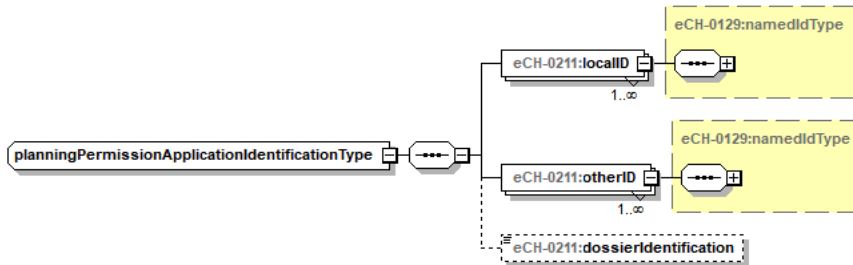 eCH-0129:namedIdType
eCH-0211:localID
1..∞
planningPermissionApplicationIdentificationType
eCH-0129:namedIdType
eCH-0211:otherID
1..∞
eCH-0211:dossierIdentification